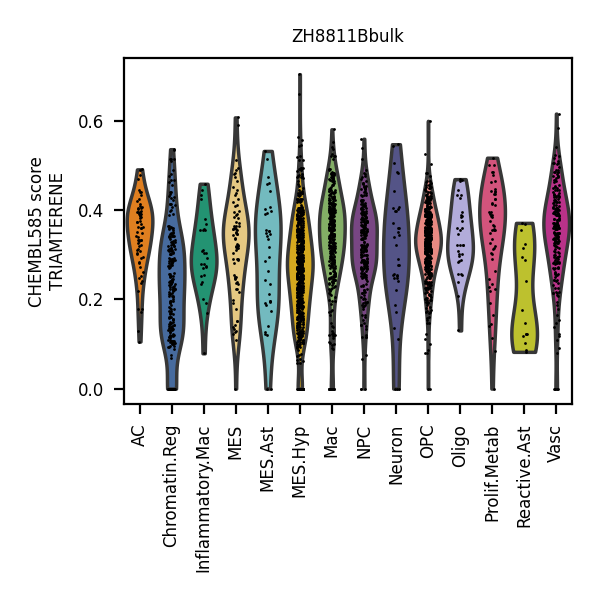 ZH8811Bbulk
CHEMBL585 score
TRIAMTERENE
0.6
0.4
0.2
0.0
AC
Chromatin.Reg
Inflammatory.Mac
MES
MES.Ast
MES.Hyp
Mac
NPC
Neuron
OPC
Oligo
Prolif.Metab
Reactive.Ast
Vasc